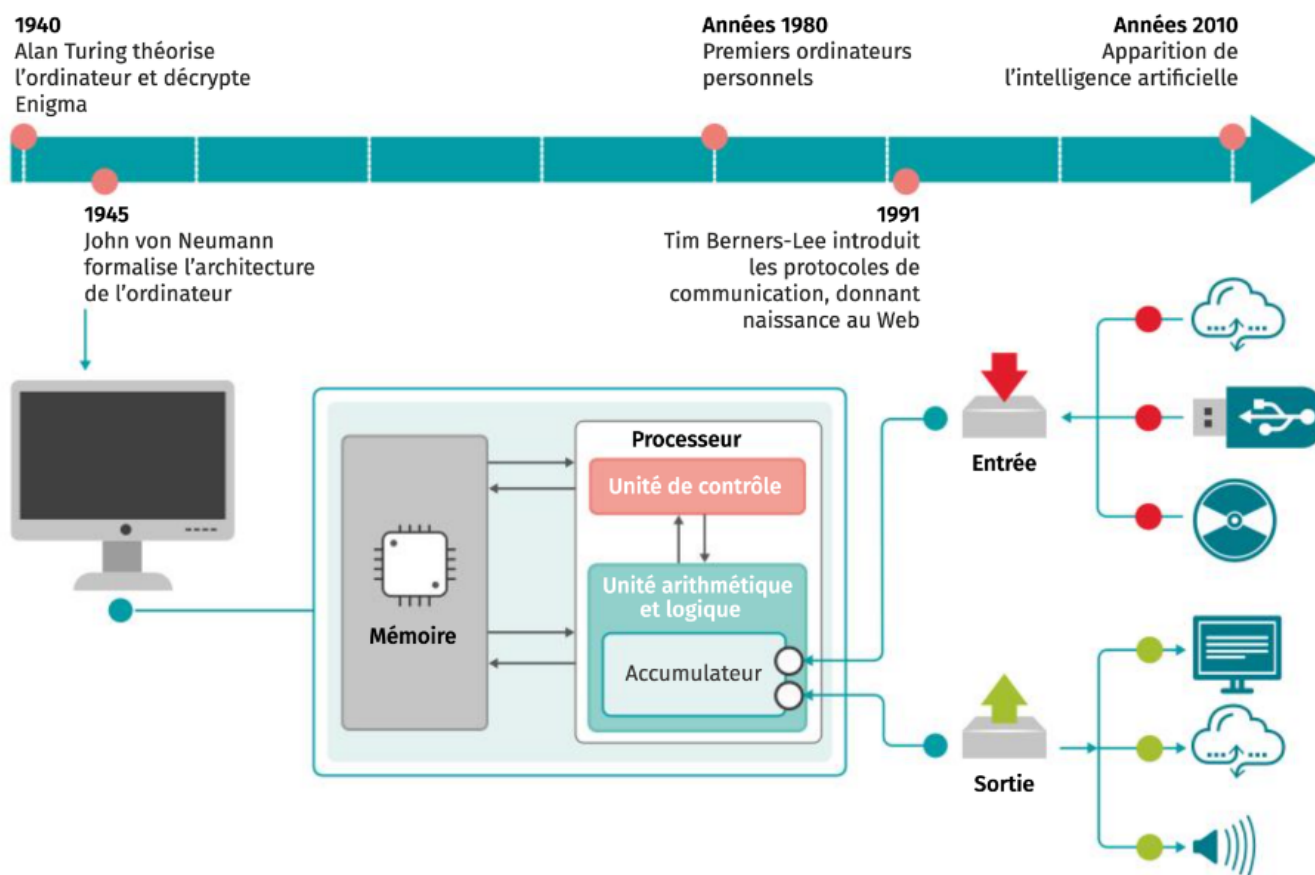 1940
Alan Turing théorise
l'ordinateur et décrypte
Enigma
Années 1980
Premiers ordinateurs
personnels
Années 2010
Apparition de
l'intelligence artificielle
1945
John von Neumann
formalise l'architecture
de l'ordinateur
1991
Tim Berners-Lee introduit
les protocoles de
communication, donnant
naissance au Web
Mémoire
Processeur
Unité de contrôle
Unité arithmétique
et logique
Accumulateur
Entrée
Sortie